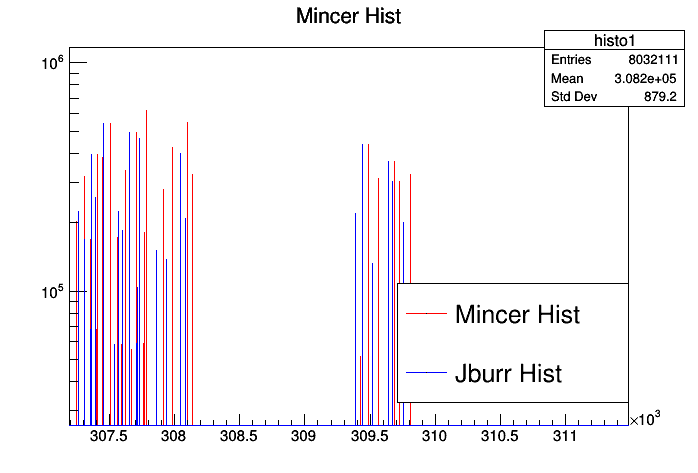 Mincer Hist
histo1
Entries 8032111
Mean 3.082e+05
Std Dev 879.2
10^6
10^5
Mincer Hist
Jburr Hist
307.5 308 308.5 309 309.5 310 310.5 311
×10^3